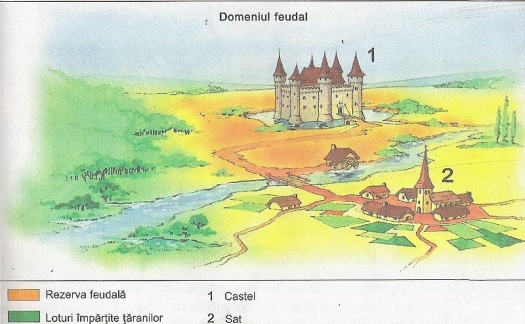 Domeniul feudal
1
2
Rezerva feudală
1 Castel
Loturi împărțite țăranilor
2 Sat